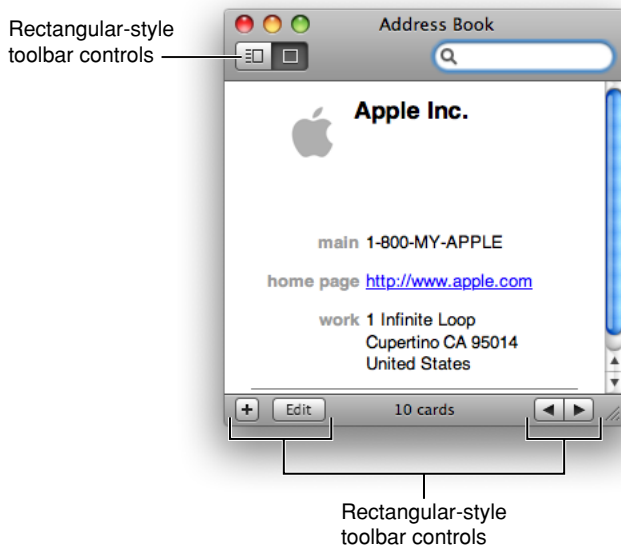 Address Book
Rectangular-style
toolbar controls
Apple Inc.
main 1-800-MY-APPLE
home page http://www.apple.com
work 1 Infinite Loop
Cupertino CA 95014
United States
+ Edit 10 cards
Rectangular-style
toolbar controls